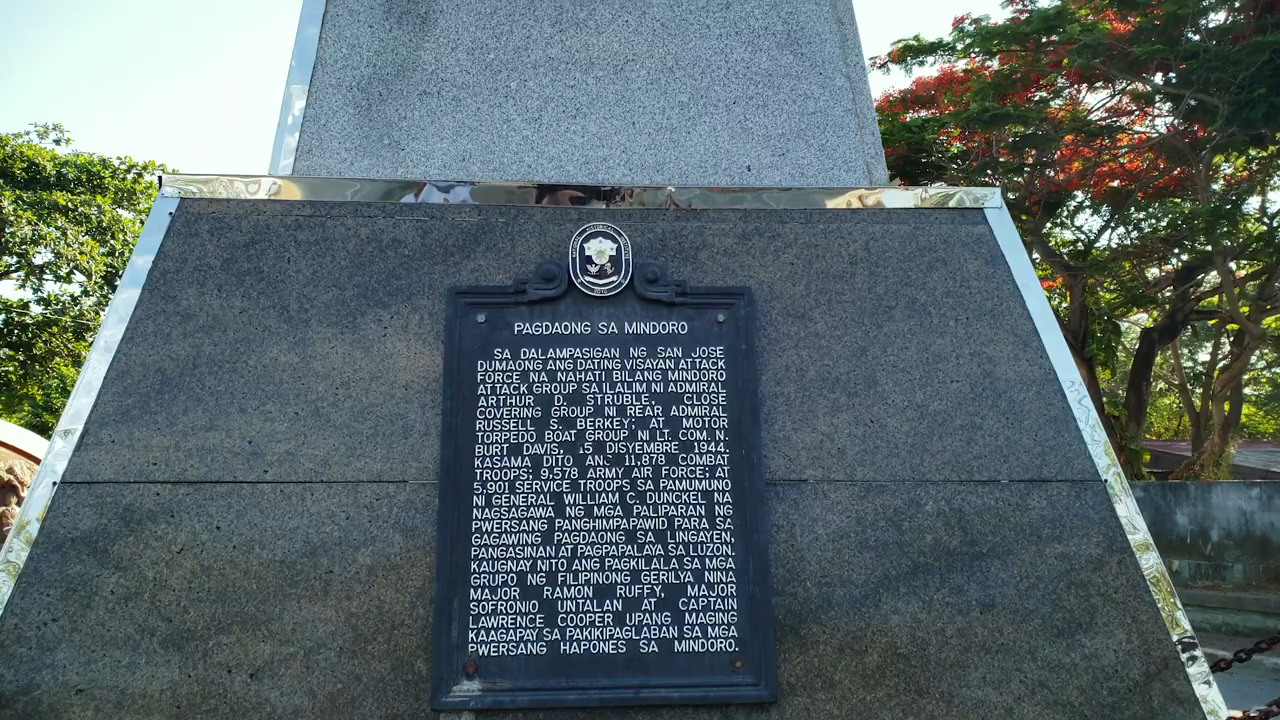 PAGDAONG SA MINDORO
SA DALAMPASIGAN NG SAN JOSE
DUMAONG ANG DATING VISAYAN ATTACK
FORCE NA NAHATI BILANG MINDORO
ATTACK GROUP SA ILALIM NI ADMIRAL
ARTHUR D. STRUBLE, CLOSE
COVERING GROUP NI REAR ADMIRAL
RUSSELL S. BERKEY; AT MOTOR
TORPEDO BOAT GROUP NI LT. COM. N.
BURT DAVIS, 15 DISYEMBRE 1944.
KASAMA DITO ANG 11,878 COMBAT
TROOPS; 9,578 ARMY AIR FORCE; AT
5,901 SERVICE TROOPS SA PAMUMUNO
NI GENERAL WILLIAM C. DUNCKEL NA
NAGSAGAWA NG MGA PALIPARAN NG
PWERSANG PANGHIMPAPAWID PARA SA
GAGAWING PAGDAONG SA LINGAYEN,
PANGASINAN AT PAGPAPALAYA SA LUZON.
KAUGNAY NITO ANG PAGKILALA SA MGA
GRUPO NG FILIPINONG GERILYA NINA
MAJOR RAMON RUFFY, MAJOR
SOFRONIO UNTALAN AT CAPTAIN
LAWRENCE COOPER UPANG MAGING
KAAGAPAY SA PAKIKIPAGLABAN SA MGA
PWERSANG HAPONES SA MINDORO.